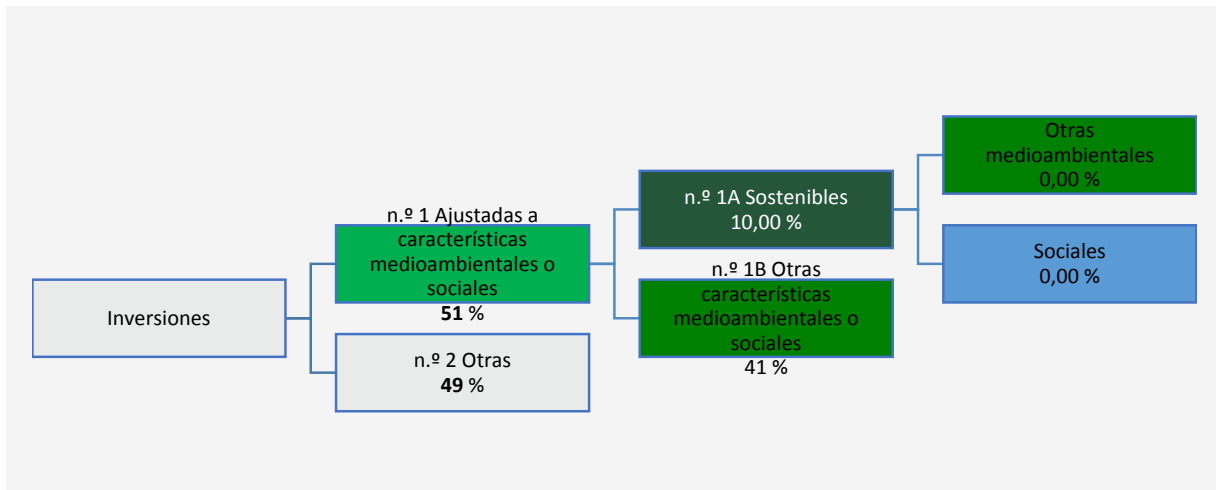 Inversiones
n.º 1 Ajustadas a
características
medioambientales o
sociales
51 %
n.º 2 Otras
49 %
n.º 1A Sostenibles
10,00 %
n.º 1B Otras
características
medioambientales o
sociales
41 %
Otras
medioambientales
0,00 %
Sociales
0,00 %